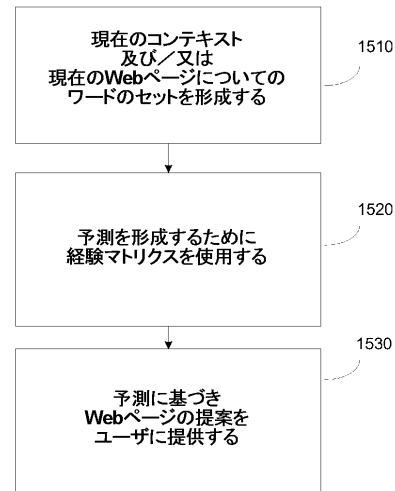 現在のコンテキスト
及び／又は
現在のWebページについての
ワードのセットを形成する
1510
予測を形成するために
経験マトリクスを使用する
1520
予測に基づき
Webページの提案を
ユーザに提供する
1530